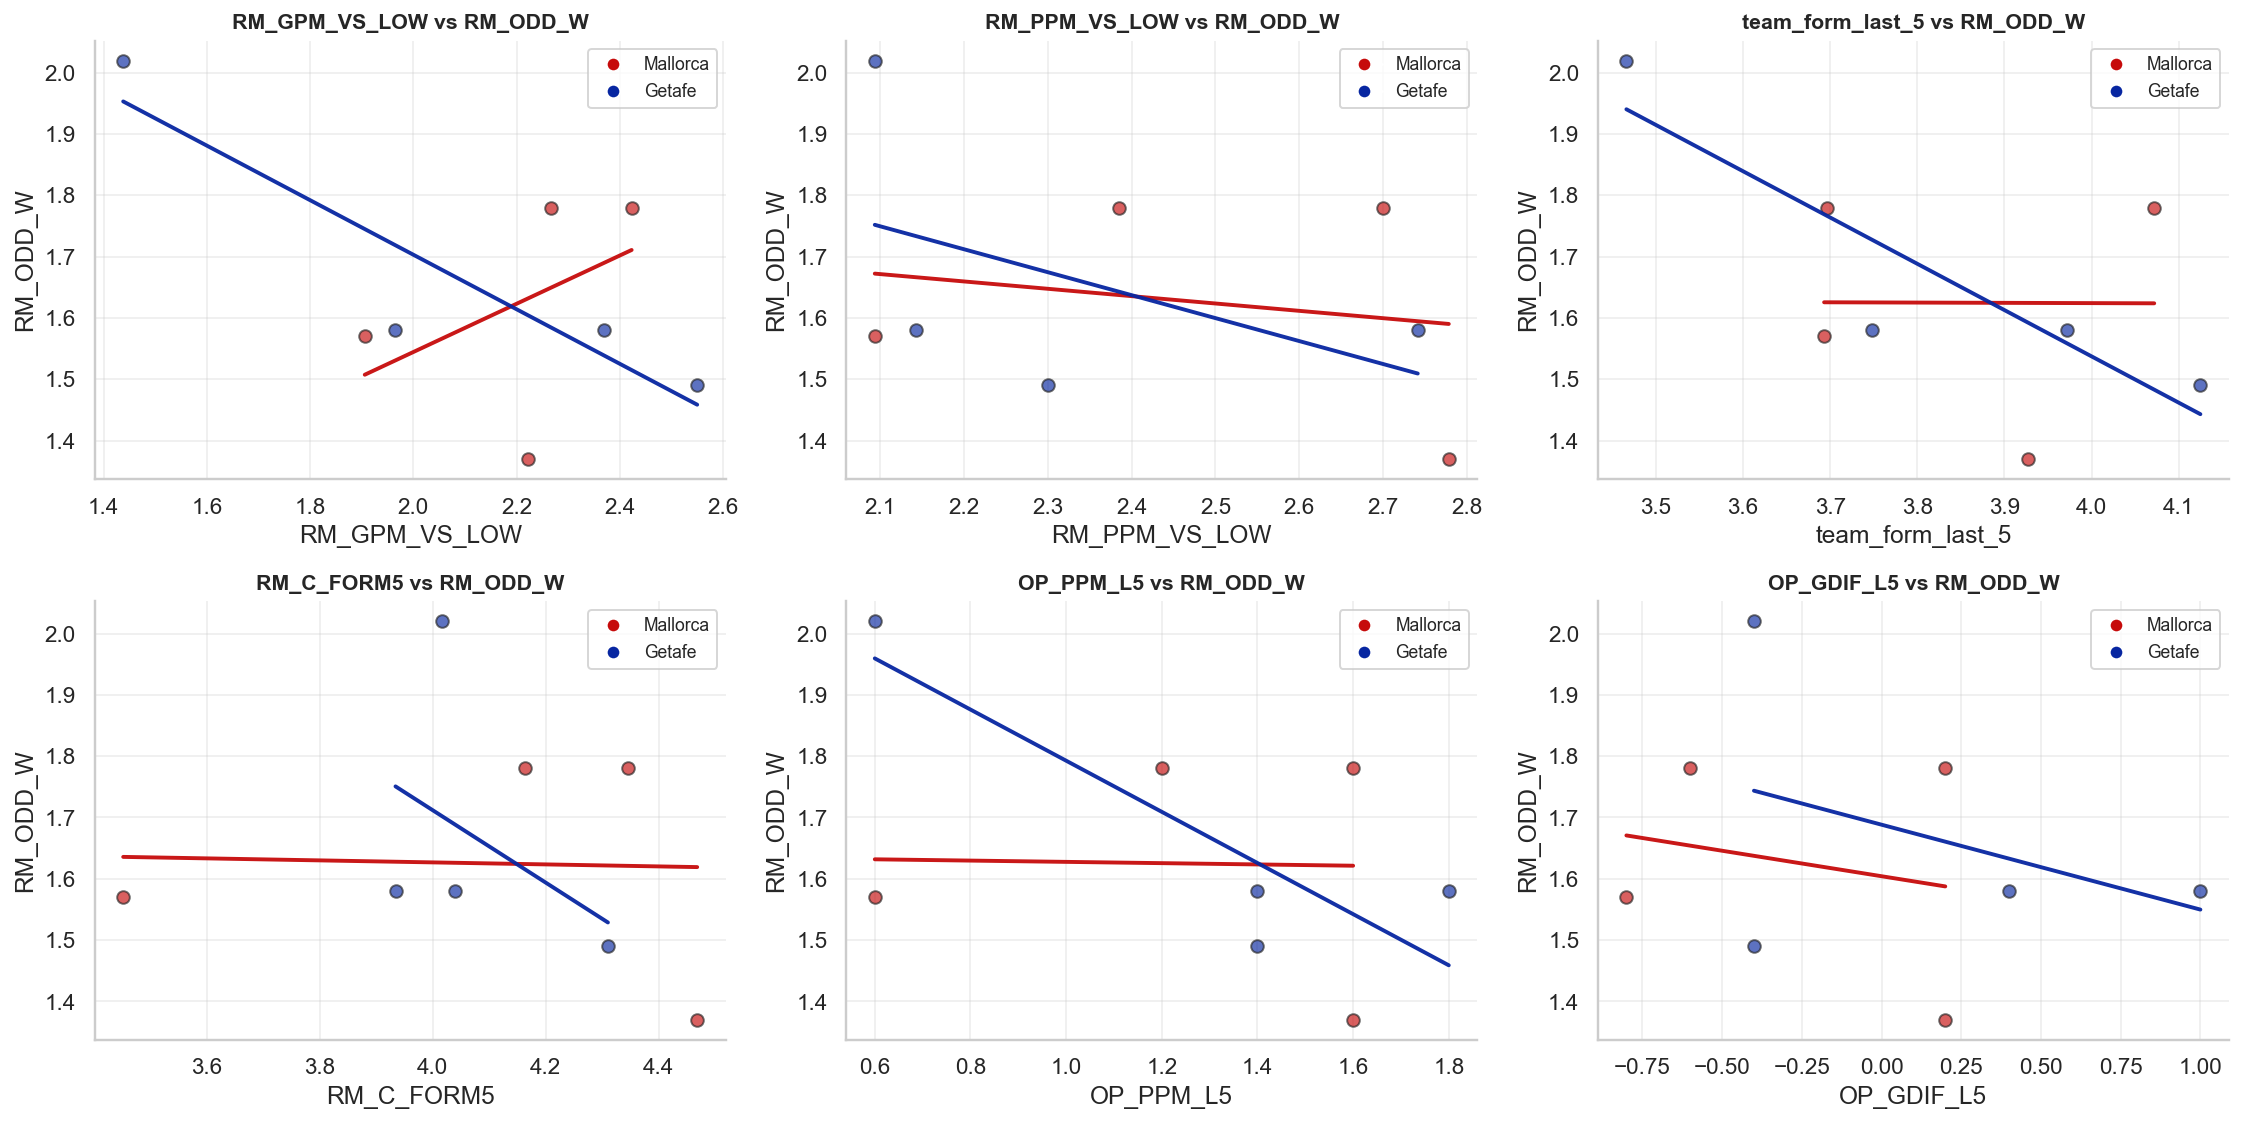 RM_GPM_VS_LOW vs RM_ODD_W
RM_ODD_W
2.0
1.9
1.8
1.7
1.6
1.5
1.4
Mallorca
Getafe
1.4 1.6 1.8 2.0 2.2 2.4 2.6
RM_GPM_VS_LOW
RM_PPM_VS_LOW vs RM_ODD_W
RM_ODD_W
2.0
1.9
1.8
1.7
1.6
1.5
1.4
Mallorca
Getafe
2.1 2.2 2.3 2.4 2.5 2.6 2.7 2.8
RM_PPM_VS_LOW
team_form_last_5 vs RM_ODD_W
RM_ODD_W
2.0
1.9
1.8
1.7
1.6
1.5
1.4
Mallorca
Getafe
3.5 3.6 3.7 3.8 3.9 4.0 4.1
team_form_last_5
RM_C_FORM5 vs RM_ODD_W
RM_ODD_W
2.0
1.9
1.8
1.7
1.6
1.5
1.4
Mallorca
Getafe
3.6 3.8 4.0 4.2 4.4
RM_C_FORM5
OP_PPM_L5 vs RM_ODD_W
RM_ODD_W
2.0
1.9
1.8
1.7
1.6
1.5
1.4
Mallorca
Getafe
0.6 0.8 1.0 1.2 1.4 1.6 1.8
OP_PPM_L5
OP_GDIF_L5 vs RM_ODD_W
RM_ODD_W
2.0
1.9
1.8
1.7
1.6
1.5
1.4
Mallorca
Getafe
−0.75 −0.50 −0.25 0.00 0.25 0.50 0.75 1.00
OP_GDIF_L5